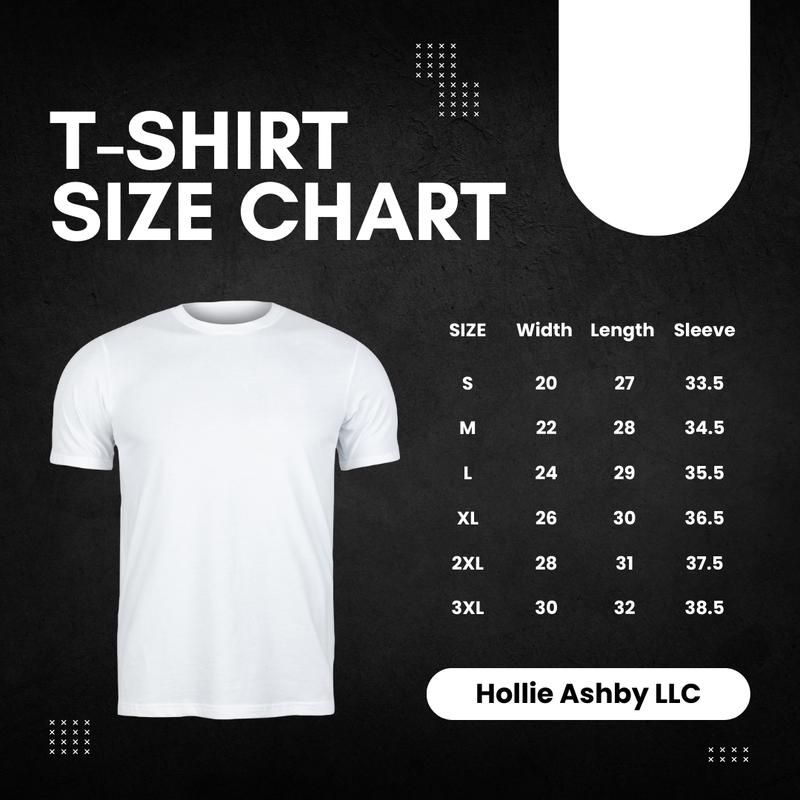 T-SHIRT
SIZE CHART
SIZE Width Length Sleeve
S 20 27 33.5
M 22 28 34.5
L 24 29 35.5
XL 26 30 36.5
2XL 28 31 37.5
3XL 30 32 38.5
Hollie Ashby LLC